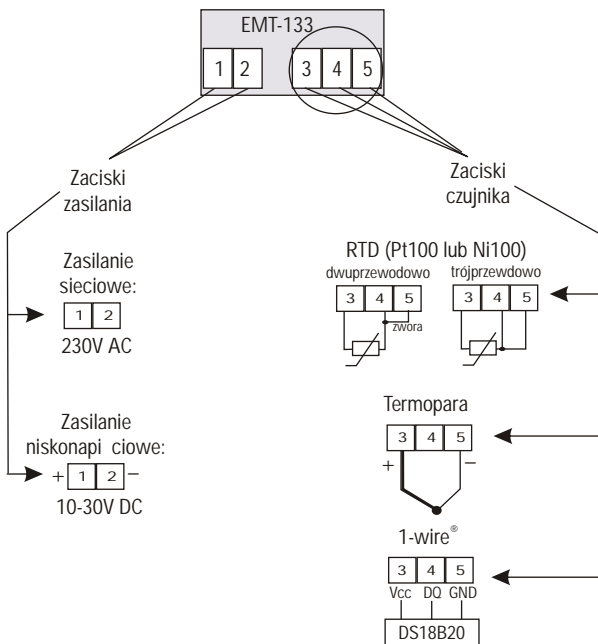 EMT-133
1 2 3 4 5
Zaciski
zasilania
Zaciski
czujnika
Zasilanie
sieciowe:
1 2
230V AC
Zasilanie
niskonapi ciowe:
+ 1 2 −
10-30V DC
RTD (Pt100 lub Ni100)
dwuprzewodowo
3 4 5
zwora
trójprzewdowo
3 4 5
Termopara
3 4 5
+ −
1-wire®
3 4 5
Vcc DQ GND
DS18B20